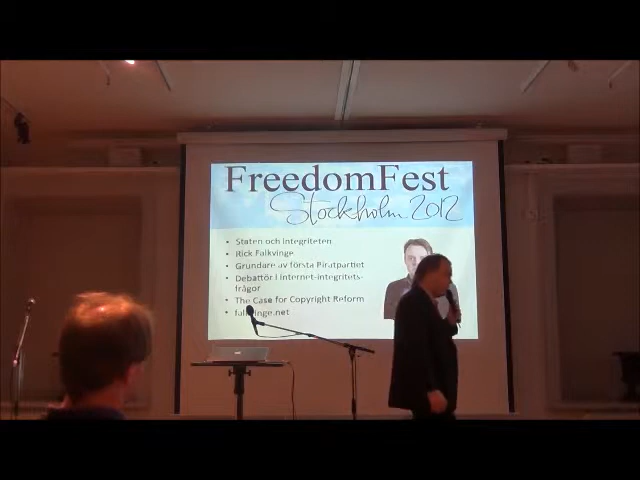 FreedomFest
Stockholm 2012
• Staten och Integriteten
• Rick Falkvinge
• Grundare av första Piratpartiet
• Debattör i Internet-integritets-
frågor
• The Case for Copyright Reform
• falkvinge.net